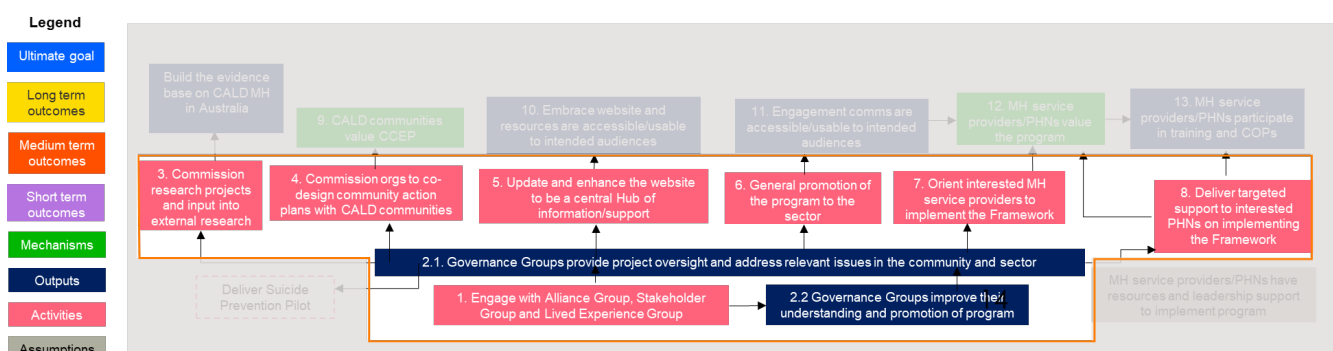 Legend
Ultimate goal
Long term
outcomes
Medium term
outcomes
Short term
outcomes
Mechanisms
Outputs
Activities
Assumptions
Build the evidence
base on CALD MH
in Australia
9. CALD communities
value CCEP
10. Embrace website and
resources are accessible/usable
to intended audiences
11. Engagement comms are
accessible/usable to intended
audiences
12. MH service
providers/PHNs value
the program
13. MH service
providers/PHNs participate
in training and COPs
3. Commission
research projects
and input into
external research
4. Commission orgs to co-
design community action
plans with CALD communities
5. Update and enhance the website
to be a central Hub of
information/support
6. General promotion of
the program to the
sector
7. Orient interested MH
service providers to
implement the Framework
8. Deliver targeted
support to interested
PHNs on implementing
the Framework
2.1. Governance Groups provide project oversight and address relevant issues in the community and sector
Deliver Suicide
Prevention Pilot
1. Engage with Alliance Group, Stakeholder
Group and Lived Experience Group
2.2 Governance Groups improve their
understanding and promotion of program
14
MH service providers/PHNs have
resources and leadership support
to implement program